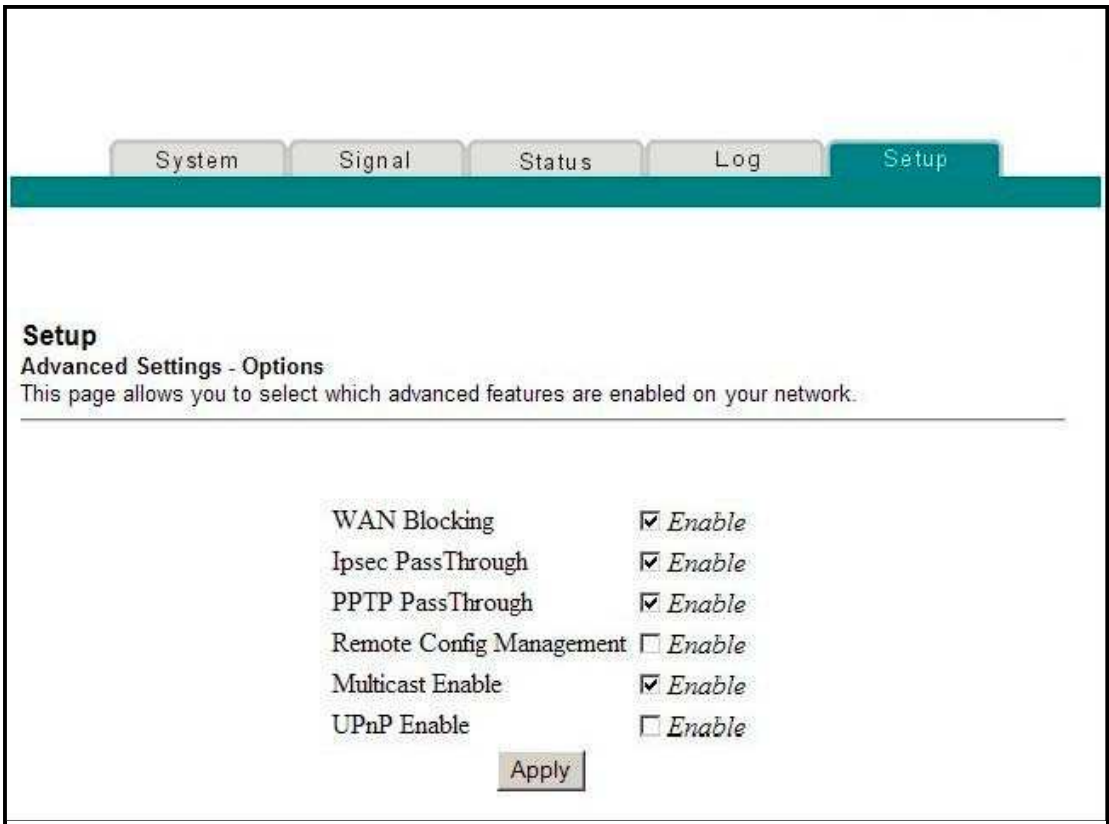 System Signal Status Log Setup
Setup
Advanced Settings - Options
This page allows you to select which advanced features are enabled on your network.
WAN Blocking Enable
Ipsec PassThrough Enable
PPTP PassThrough Enable
Remote Config Management Enable
Multicast Enable Enable
UPnP Enable Enable
Apply